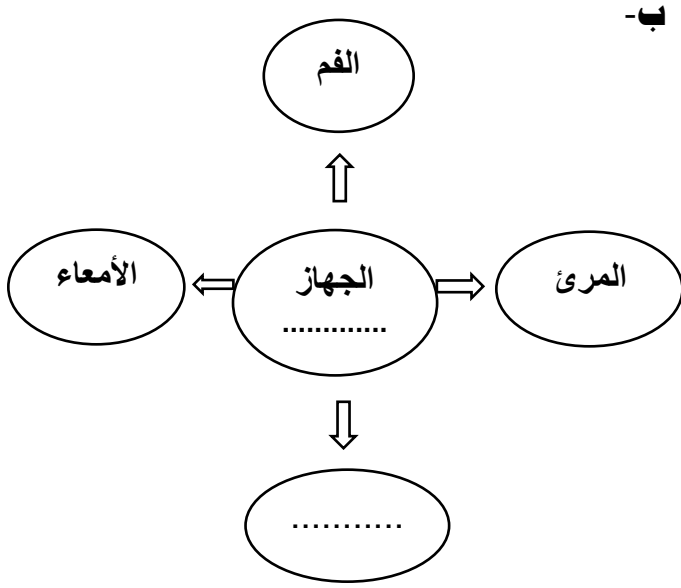 ب-
الفم
المرئ
الجهاز
.............
الأمعاء
...........